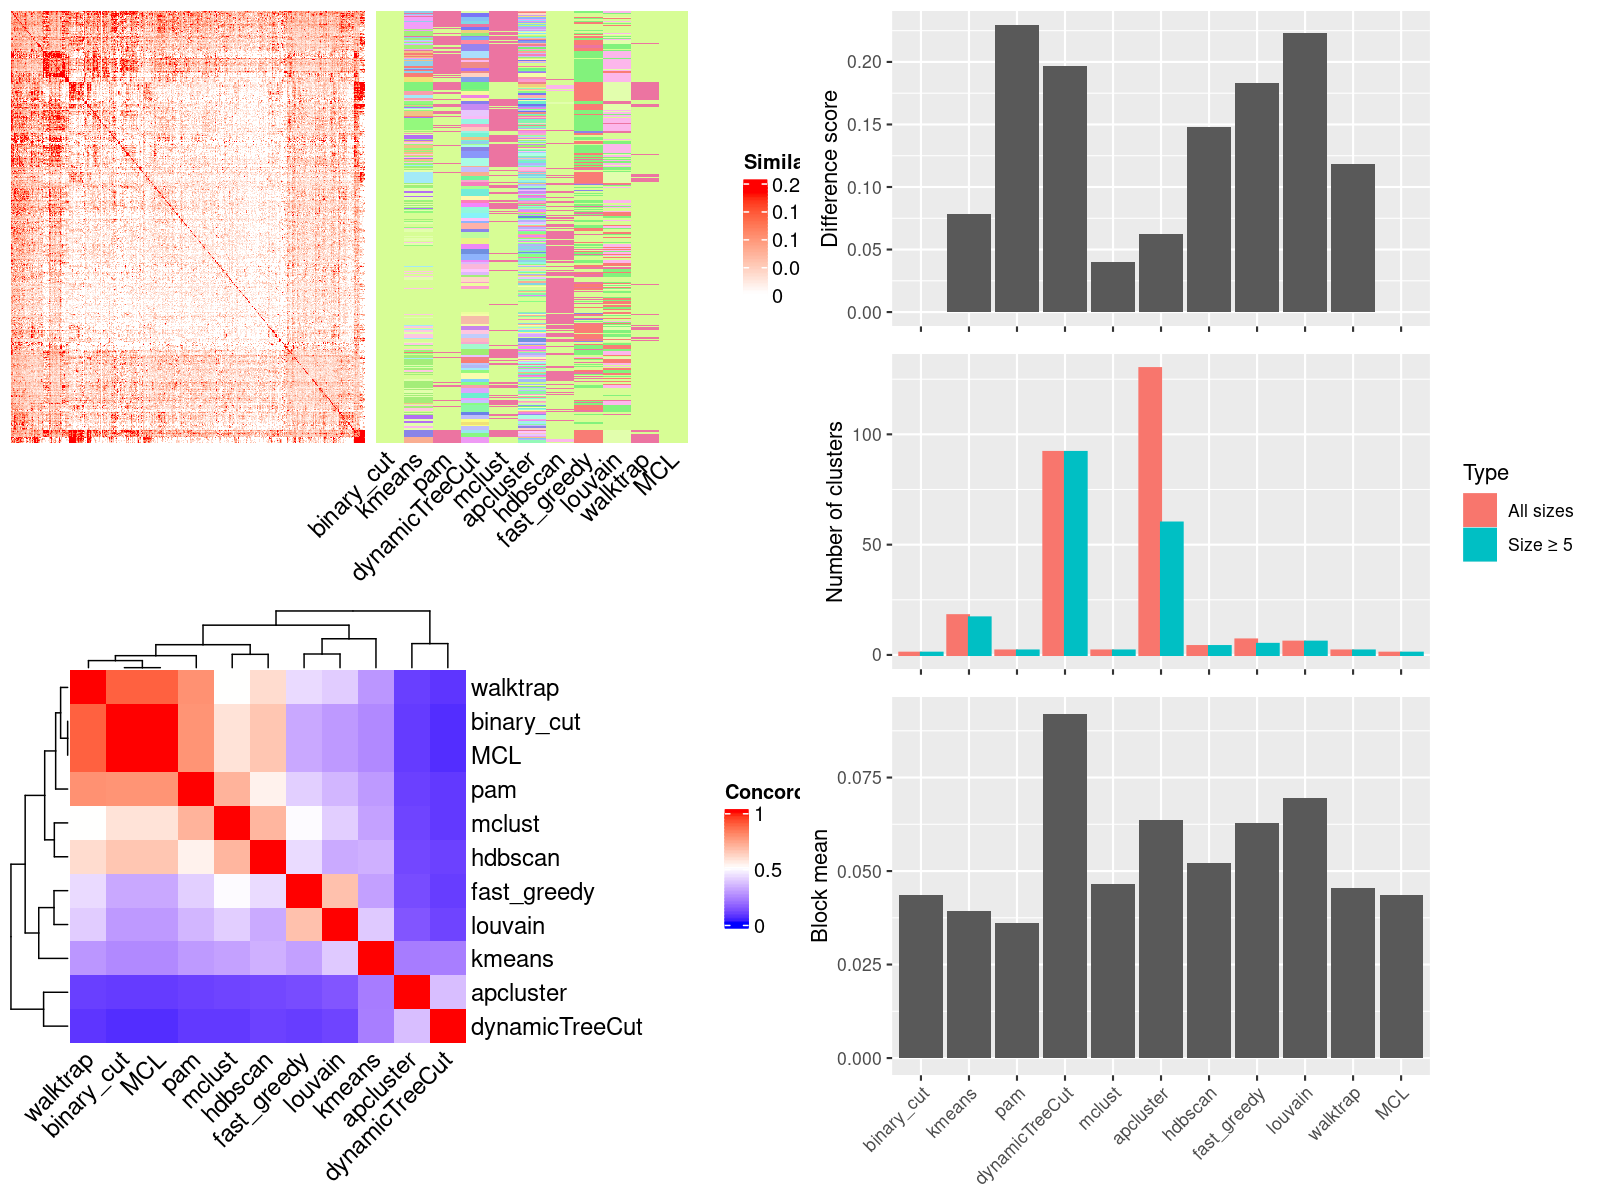 Simila
0.2
0.1
0.1
0.0
0
binary_cut
kmeans
pam
dynamicTreeCut
mclust
apcluster
hdbscan
fast_greedy
louvain
walktrap
MCL
Concord
1
0.5
0
walktrap
binary_cut
MCL
pam
mclust
hdbscan
fast_greedy
louvain
kmeans
apcluster
dynamicTreeCut
walktrap
binary_cut
MCL
pam
mclust
hdbscan
fast_greedy
louvain
kmeans
apcluster
dynamicTreeCut
Difference score
0.20
0.15
0.10
0.05
0.00
Number of clusters
100
50
0
Type
All sizes
Size ≥ 5
Block mean
0.075
0.050
0.025
0.000
binary_cut
kmeans
pam
dynamicTreeCut
mclust
apcluster
hdbscan
fast_greedy
louvain
walktrap
MCL